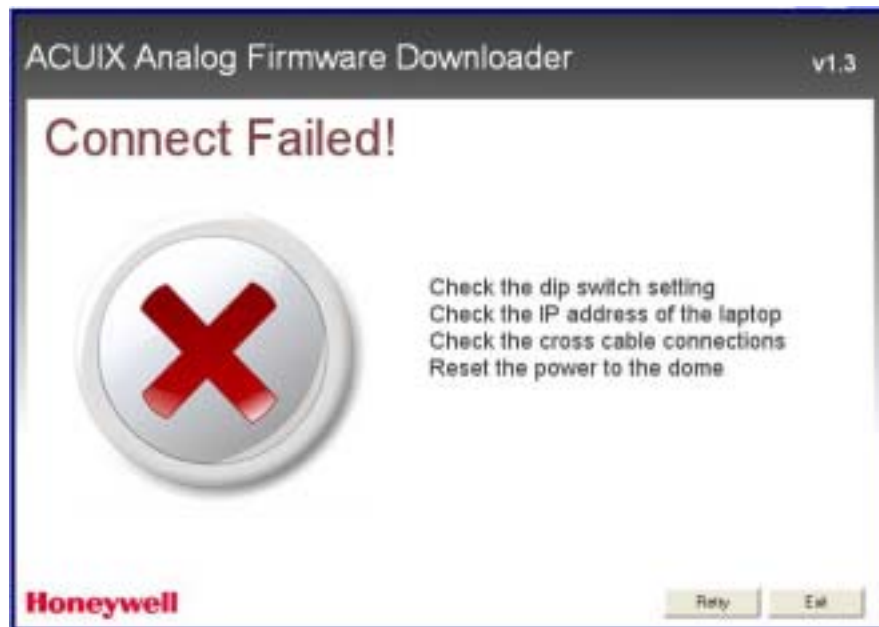 ACUIX Analog Firmware Downloader v1.3
Connect Failed!
Check the dip switch setting
Check the IP address of the laptop
Check the cross cable connections
Reset the power to the dome
Honeywell
Retry Exit